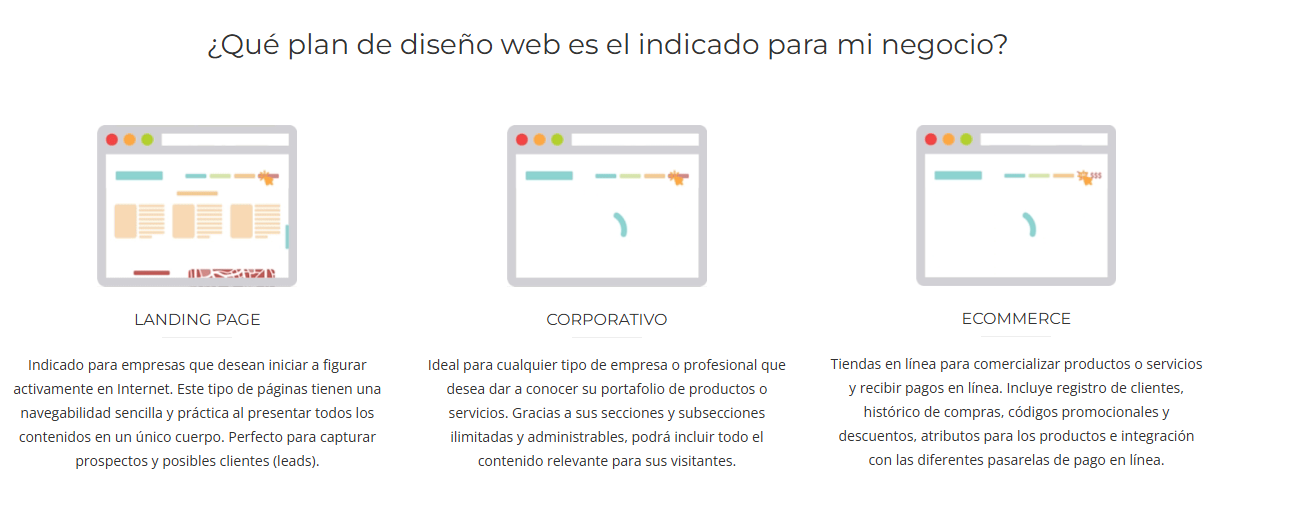 ¿Qué plan de diseño web es el indicado para mi negocio?
$$$
LANDING PAGE
Indicado para empresas que desean iniciar a figurar
activamente en Internet. Este tipo de páginas tienen una
navegabilidad sencilla y práctica al presentar todos los
contenidos en un único cuerpo. Perfecto para capturar
prospectos y posibles clientes (leads).
CORPORATIVO
Ideal para cualquier tipo de empresa o profesional que
desea dar a conocer su portafolio de productos o
servicios. Gracias a sus secciones y subsecciones
ilimitadas y administrables, podrá incluir todo el
contenido relevante para sus visitantes.
ECOMMERCE
Tiendas en línea para comercializar productos o servicios
y recibir pagos en línea. Incluye registro de clientes,
histórico de compras, códigos promocionales y
descuentos, atributos para los productos e integración
con las diferentes pasarelas de pago en línea.